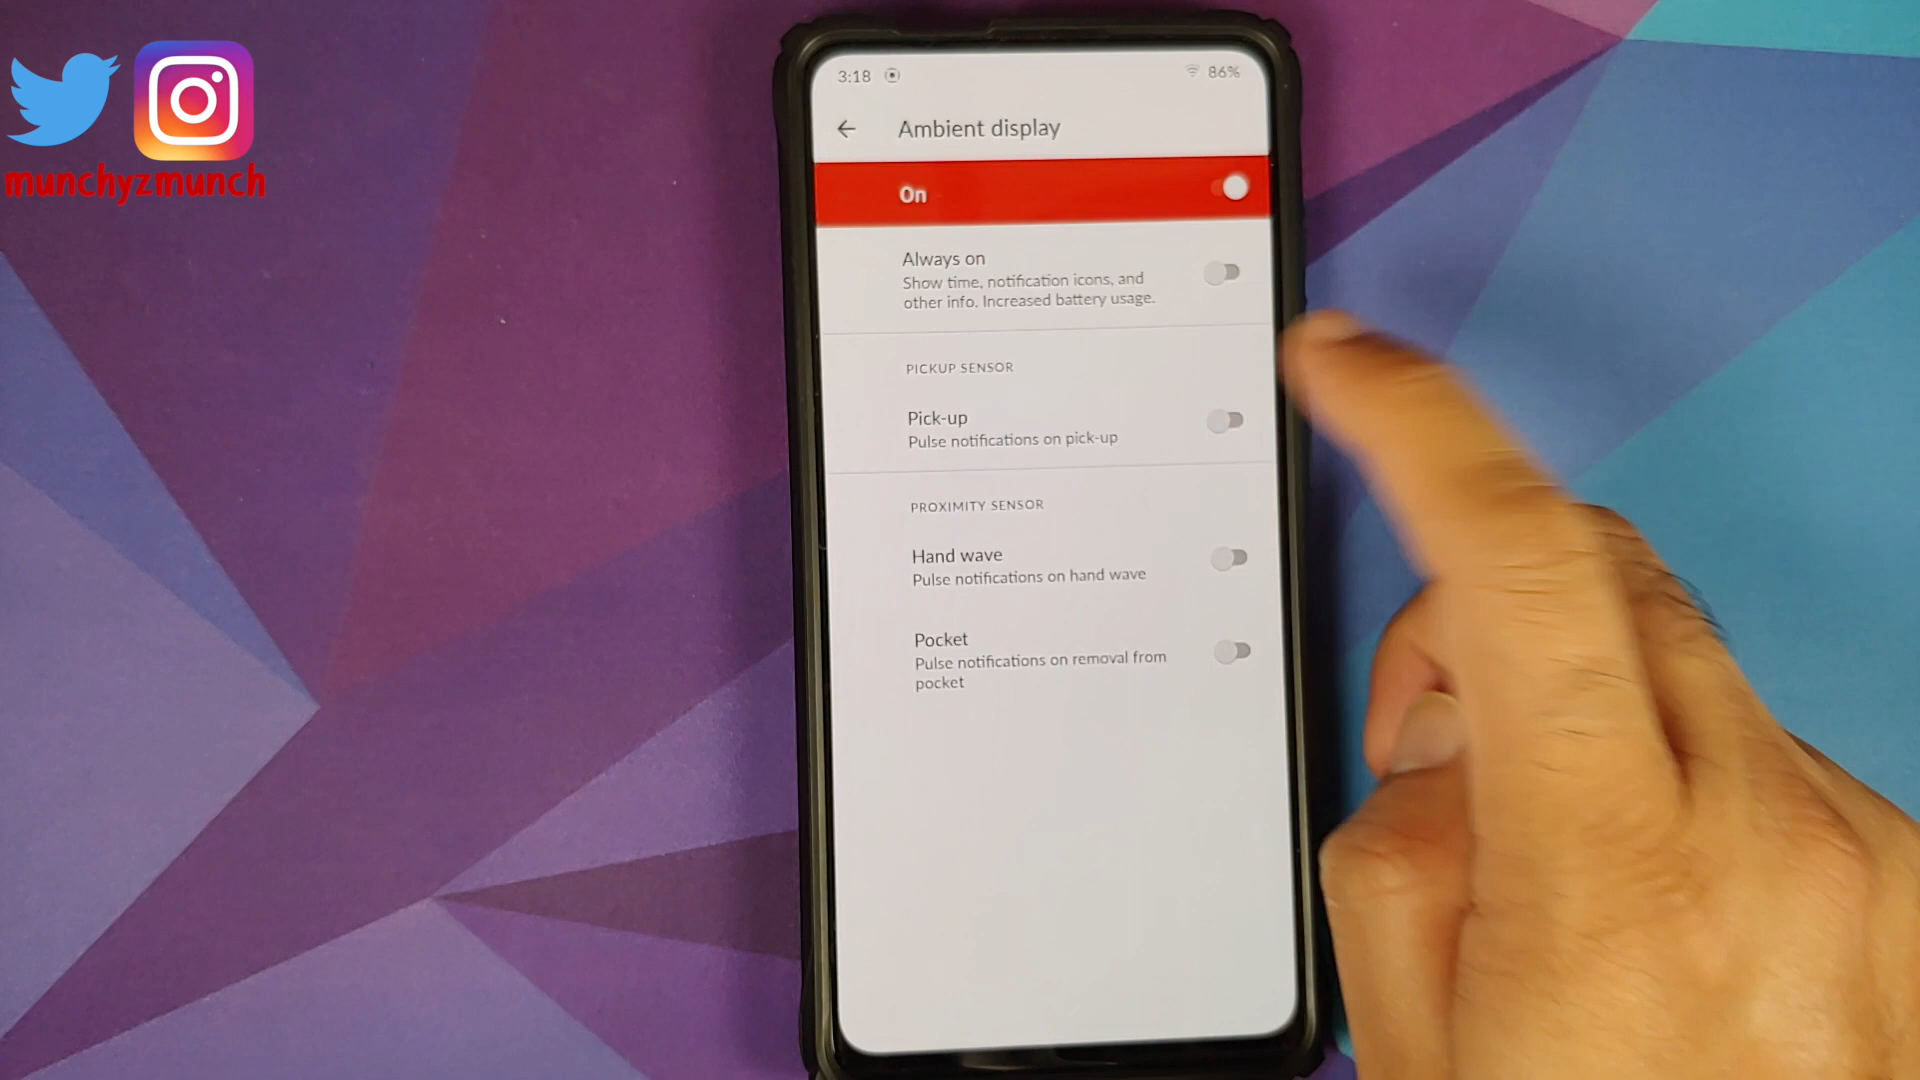 munchyzmunch
3:18
86%
Ambient display
On
Always on
Show time, notification icons, and
other info. Increased battery usage.
PICKUP SENSOR
Pick-up
Pulse notifications on pick-up
PROXIMITY SENSOR
Hand wave
Pulse notifications on hand wave
Pocket
Pulse notifications on removal from
pocket